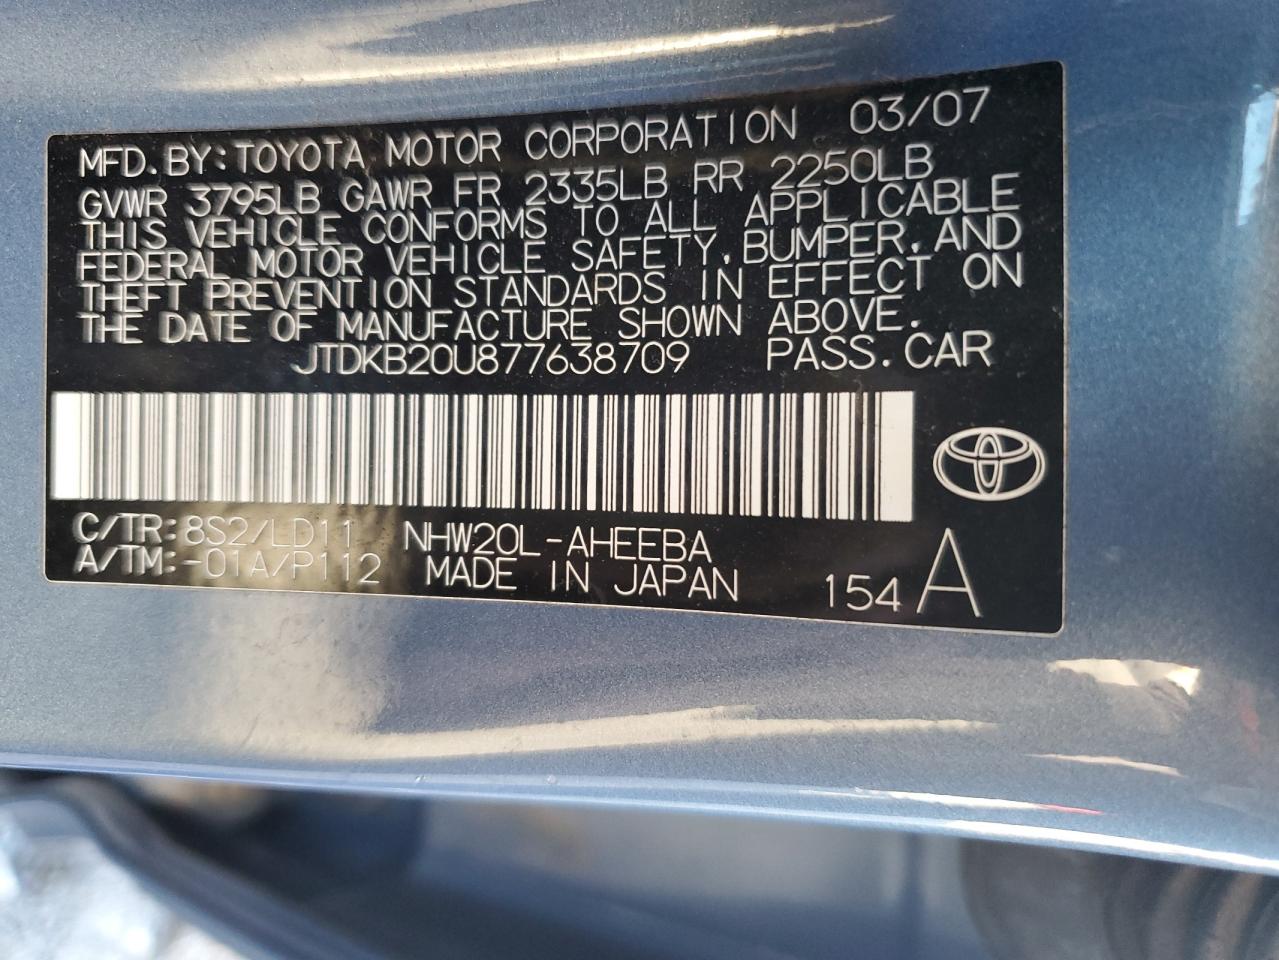 MFD.BY:TOYOTA MOTOR CORPORATION 03/07
GVWR 3795LB GAWR FR 2335LB RR 2250LB
THIS VEHICLE CONFORMS TO ALL APPLICABLE
FEDERAL MOTOR VEHICLE SAFETY,BUMPER,AND
THEFT PREVENTION STANDARDS IN EFFECT ON
THE DATE OF MANUFACTURE SHOWN ABOVE.
JTDKB20U877638709 PASS.CAR
C/TR:8S2/LD11 NHW20L-AHEEBA
A/TM:-01A/P112 MADE IN JAPAN 154 A